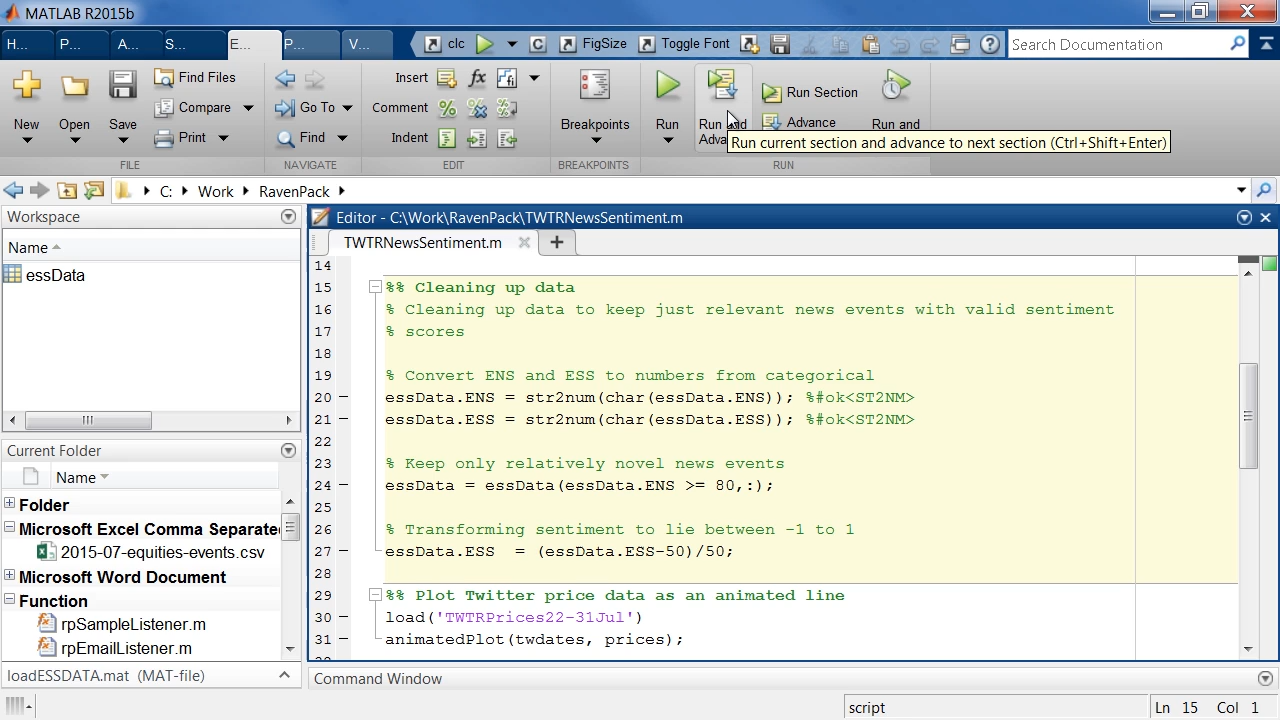 MATLAB R2015b
H... P... A... S... E... P... V... clc FigSize Toggle Font Search Documentation
New Open Save
Find Files
Compare
Print
FILE
Go To
Find
NAVIGATE
Insert
Comment
Indent
EDIT
Breakpoints
BREAKPOINTS
Run
Run and
Adva
Run Section
Advance
Run and
RUN
Run current section and advance to next section (Ctrl+Shift+Enter)
C: Work RavenPack
Workspace
Name
essData
Current Folder
Name
Folder
Microsoft Excel Comma Separate
2015-07-equities-events.csv
Microsoft Word Document
Function
rpSampleListener.m
rpEmailListener.m
loadESSDATA.mat (MAT-file)
Editor - C:\Work\RavenPack\TWTRNewsSentiment.m
TWTRNewsSentiment.m
14
15 %% Cleaning up data
16 % Cleaning up data to keep just relevant news events with valid sentiment
17 % scores
18
19 % Convert ENS and ESS to numbers from categorical
20 essData.ENS = str2num(char(essData.ENS)); %#ok<ST2NM>
21 essData.ESS = str2num(char(essData.ESS)); %#ok<ST2NM>
22
23 % Keep only relatively novel news events
24 essData = essData(essData.ENS >= 80,:);
25
26 % Transforming sentiment to lie between -1 to 1
27 essData.ESS  = (essData.ESS-50)/50;
28
29 %% Plot Twitter price data as an animated line
30 load('TWTRPrices22-31Jul')
31 animatedPlot(twdates, prices);
Command Window
script
Ln 15 Col 1